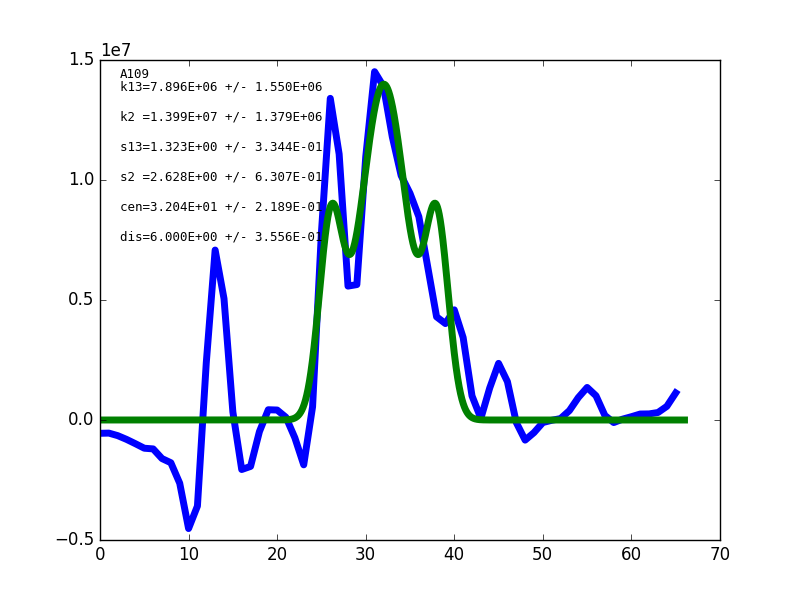 1e7
1.5
A109
k13=7.896E+06 +/- 1.550E+06
k2 =1.399E+07 +/- 1.379E+06
s13=1.323E+00 +/- 3.344E-01
1.0
s2 =2.628E+00 +/- 6.307E-01
cen=3.204E+01 +/- 2.189E-01
dis=6.000E+00 +/- 3.556E-01
0.5
0.0
−0.5
0 10 20 30 40 50 60 70